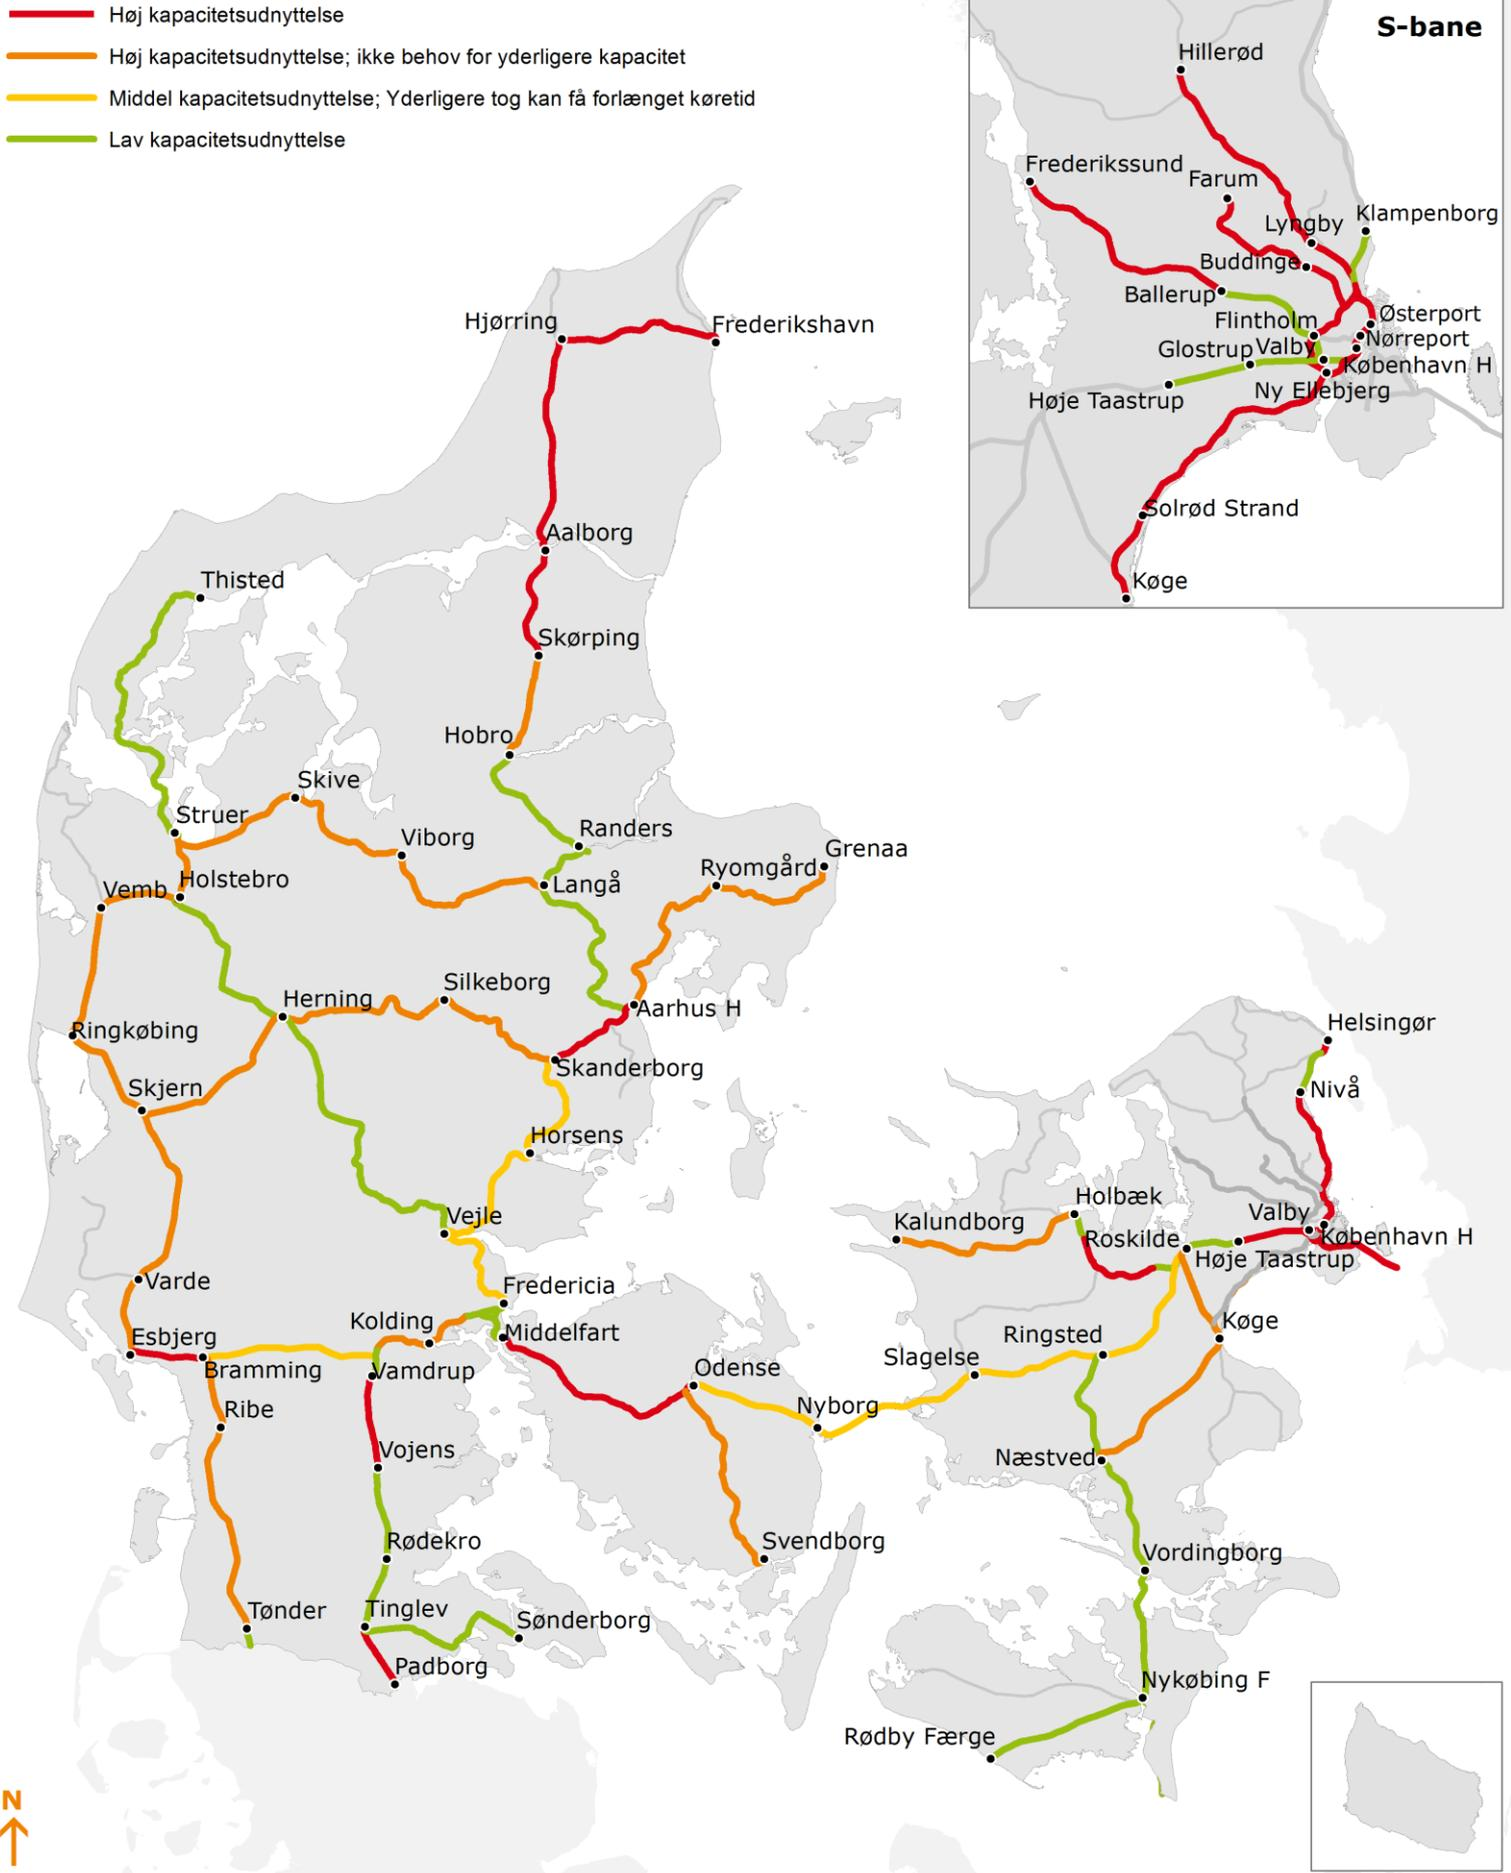 Høj kapacitetsudnyttelse
Høj kapacitetsudnyttelse; ikke behov for yderligere kapacitet
Middel kapacitetsudnyttelse; Yderligere tog kan få forlænget køretid
Lav kapacitetsudnyttelse
S-bane
Hillerød
Frederikssund
Farum
Lyngby
Klampenborg
Buddinge
Ballerup
Flintholm
Østerport
Nørreport
Glostrup
Valby
København H
Høje Taastrup
Ny Ellebjerg
Solrød Strand
Køge
Hjørring
Frederikshavn
Aalborg
Thisted
Skørping
Hobro
Skive
Struer
Viborg
Randers
Grenaa
Ryomgård
Langå
Vemb
Holstebro
Silkeborg
Herning
Aarhus H
Ringkøbing
Skanderborg
Skjern
Horsens
Vejle
Varde
Fredericia
Kolding
Middelfart
Esbjerg
Bramming
Vamdrup
Ribe
Vojens
Rødekro
Tønder
Tinglev
Sønderborg
Padborg
Odense
Nyborg
Svendborg
Helsingør
Nivå
Holbæk
Kalundborg
Roskilde
Valby
København H
Høje Taastrup
Køge
Ringsted
Slagelse
Næstved
Vordingborg
Nykøbing F
Rødby Færge
N